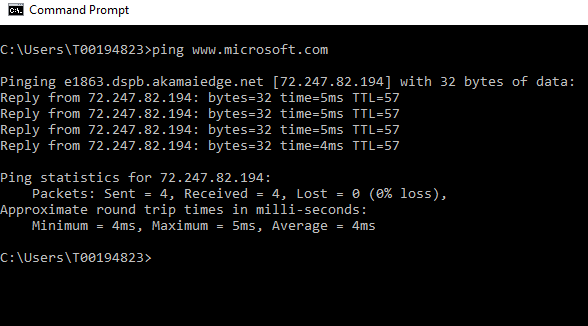 Command Prompt
C:\Users\T00194823>ping www.microsoft.com
Pinging e1863.dspb.akamaiedge.net [72.247.82.194] with 32 bytes of data:
Reply from 72.247.82.194: bytes=32 time=5ms TTL=57
Reply from 72.247.82.194: bytes=32 time=5ms TTL=57
Reply from 72.247.82.194: bytes=32 time=5ms TTL=57
Reply from 72.247.82.194: bytes=32 time=4ms TTL=57
Ping statistics for 72.247.82.194:
    Packets: Sent = 4, Received = 4, Lost = 0 (0% loss),
Approximate round trip times in milli-seconds:
    Minimum = 4ms, Maximum = 5ms, Average = 4ms
C:\Users\T00194823>